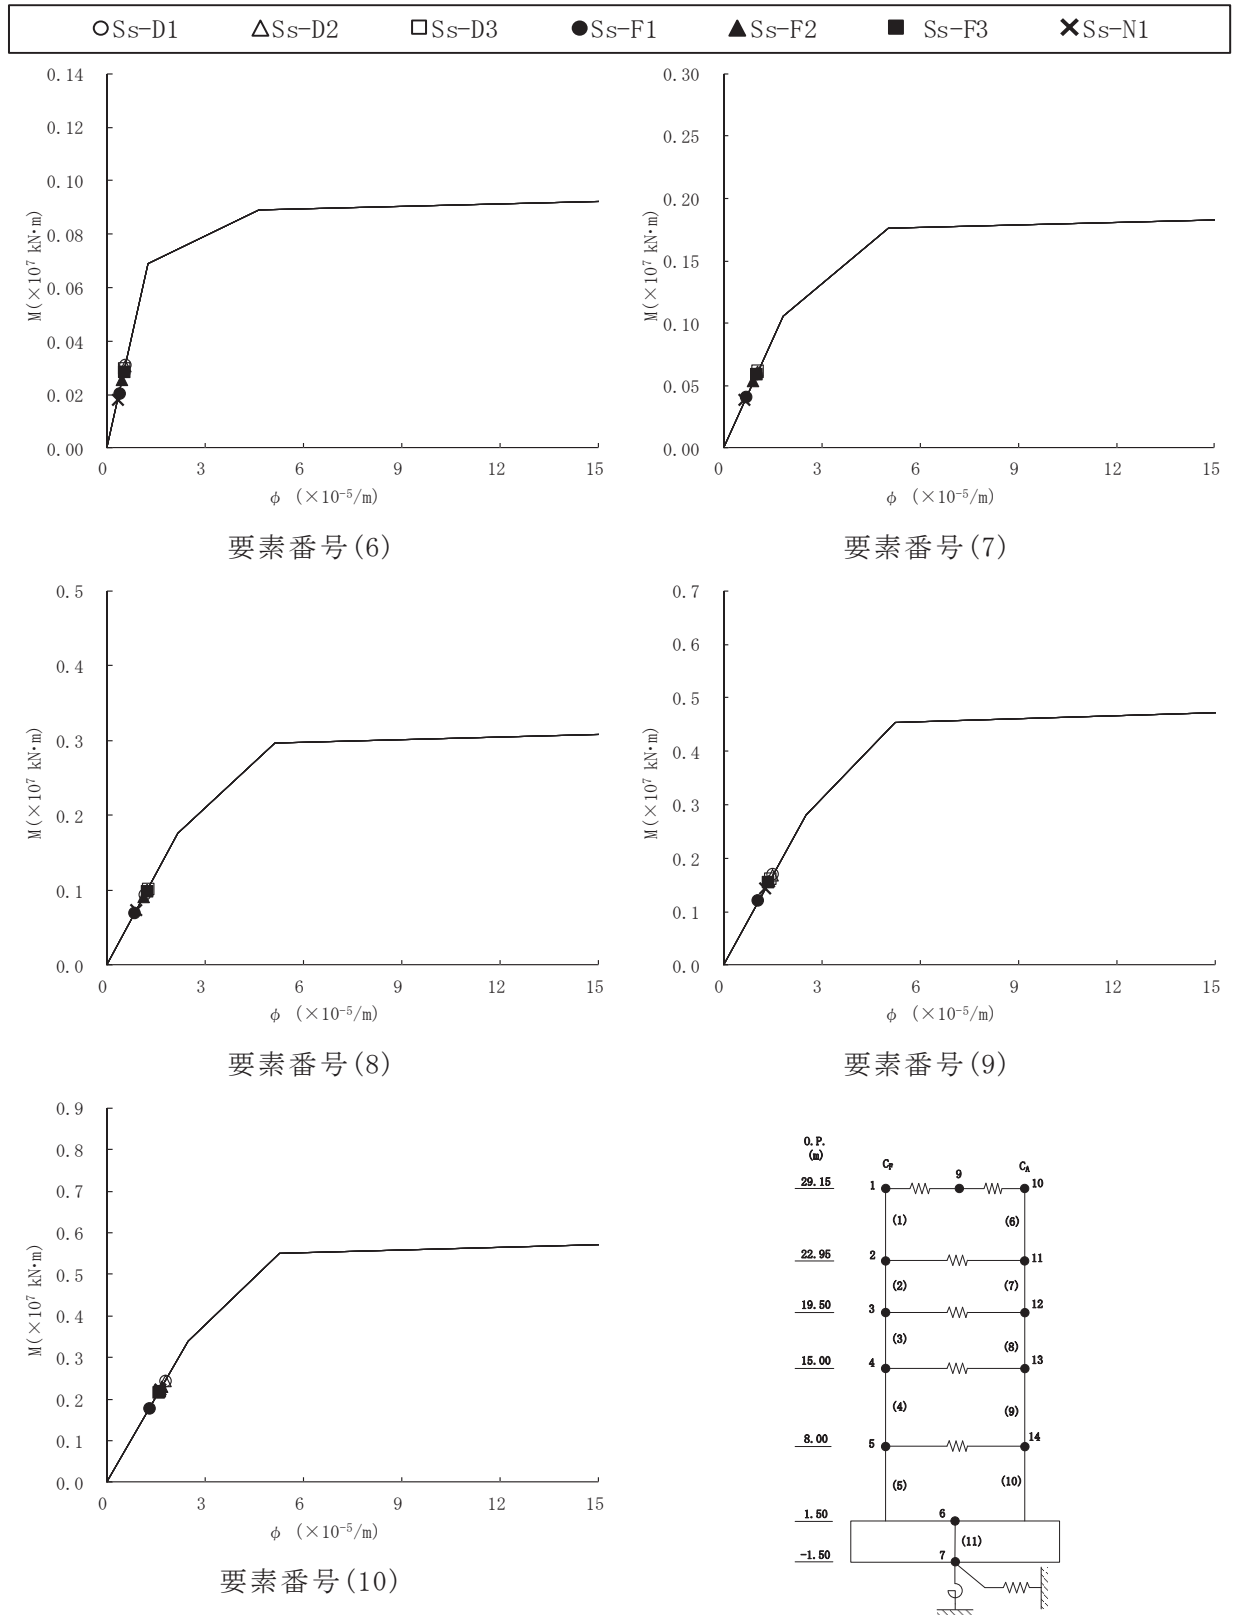 ○Ss-D1 △Ss-D2 □Ss-D3 ●Ss-F1 ▲Ss-F2 ■ Ss-F3 ×Ss-N1
0.14
0.12
0.10
0.08
0.06
0.04
0.02
0.00
M(×10⁷ kN・m)
0 3 6 9 12 15
φ (×10⁻⁵/m)
要素番号(6)
0.30
0.25
0.20
0.15
0.10
0.05
0.00
M(×10⁷ kN・m)
0 3 6 9 12 15
φ (×10⁻⁵/m)
要素番号(7)
0.5
0.4
0.3
0.2
0.1
0.0
M(×10⁷ kN・m)
0 3 6 9 12 15
φ (×10⁻⁵/m)
要素番号(8)
0.7
0.6
0.5
0.4
0.3
0.2
0.1
0.0
M(×10⁷ kN・m)
0 3 6 9 12 15
φ (×10⁻⁵/m)
要素番号(9)
0.9
0.8
0.7
0.6
0.5
0.4
0.3
0.2
0.1
0.0
M(×10⁷ kN・m)
0 3 6 9 12 15
φ (×10⁻⁵/m)
要素番号(10)
O.P.
(m)
C_F C_A
29.15 1 9 10
(1) (6)
22.95 2 11
(2) (7)
19.50 3 12
(3) (8)
15.00 4 13
(4) (9)
8.00 5 14
(5) (10)
1.50 6
(11)
-1.50 7